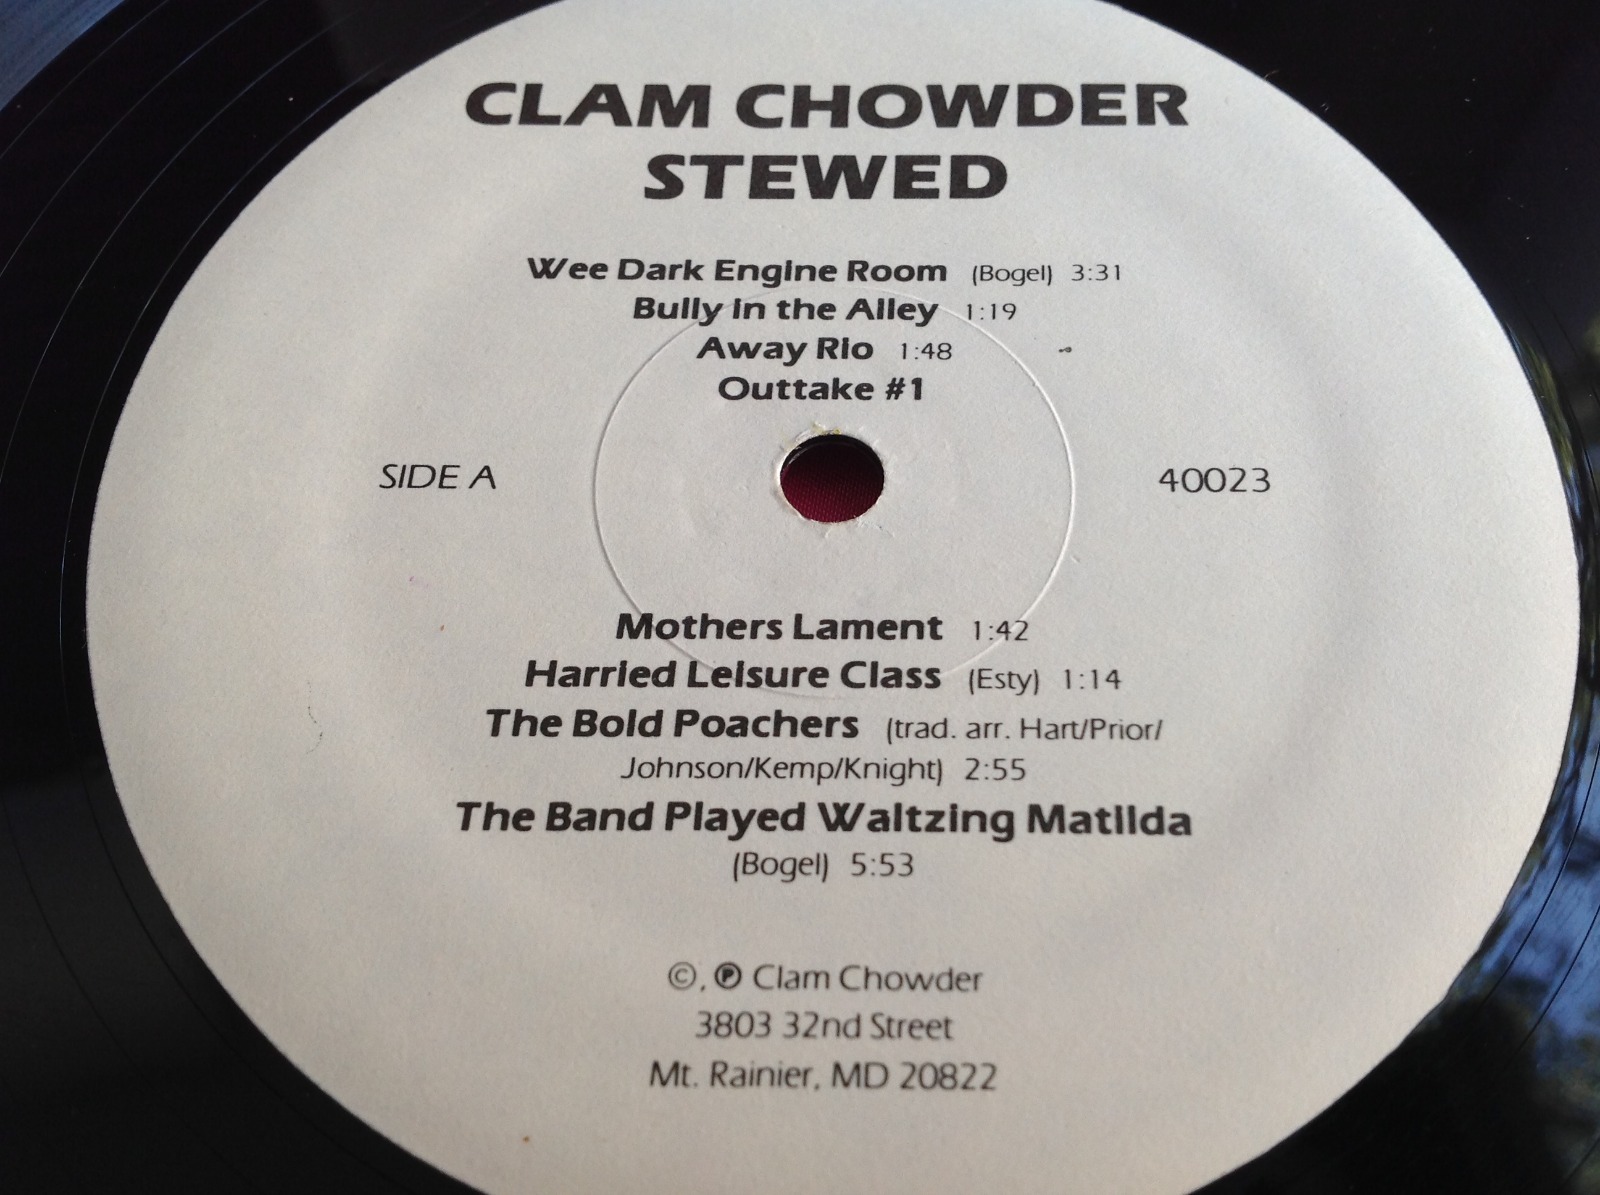 CLAM CHOWDER
STEWED
Wee Dark Engine Room (Bogel) 3:31
Bully in the Alley 1:19
Away Rio 1:48
Outtake #1
SIDE A
40023
Mothers Lament 1:42
Harried Leisure Class (Esty) 1:14
The Bold Poachers (trad. arr. Hart/Prior/
Johnson/Kemp/Knight) 2:55
The Band Played Waltzing Matilda
(Bogel) 5:53
©, ℗ Clam Chowder
3803 32nd Street
Mt. Rainier, MD 20822